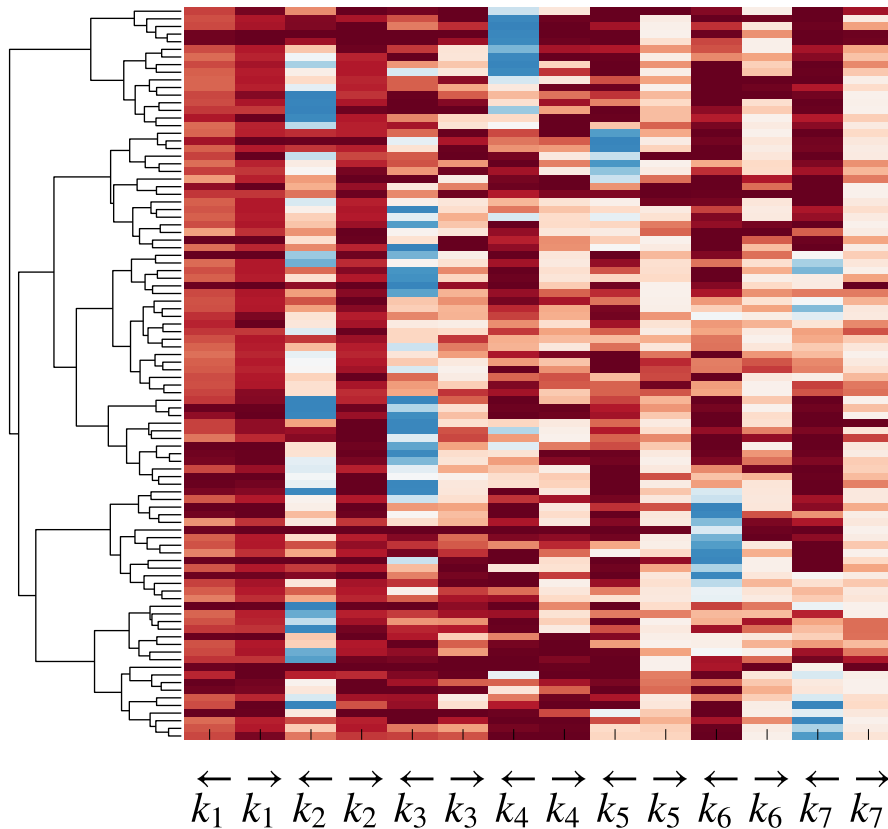 ← → ← → ← → ← → ← → ← → ← →
k₁ k₁ k₂ k₂ k₃ k₃ k₄ k₄ k₅ k₅ k₆ k₆ k₇ k₇